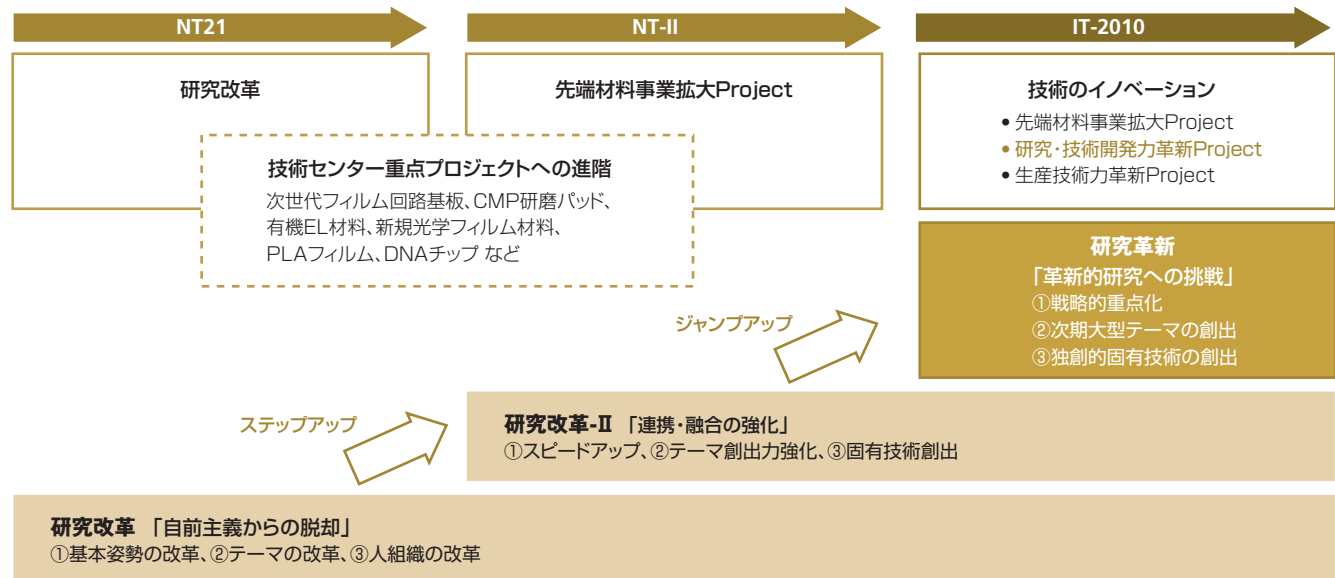 NT21
NT-II
IT-2010
研究改革
先端材料事業拡大Project
技術のイノベーション
• 先端材料事業拡大Project
• 研究・技術開発力革新Project
• 生産技術力革新Project
技術センター重点プロジェクトへの進階
次世代フィルム回路基板、CMP研磨パッド、
有機EL材料、新規光学フィルム材料、
PLAフィルム、DNAチップ など
研究革新
「革新的研究への挑戦」
①戦略的重点化
②次期大型テーマの創出
③独創的固有技術の創出
ジャンプアップ
ステップアップ
研究改革-II 「連携・融合の強化」
①スピードアップ、②テーマ創出力強化、③固有技術創出
研究改革 「自前主義からの脱却」
①基本姿勢の改革、②テーマの改革、③人組織の改革